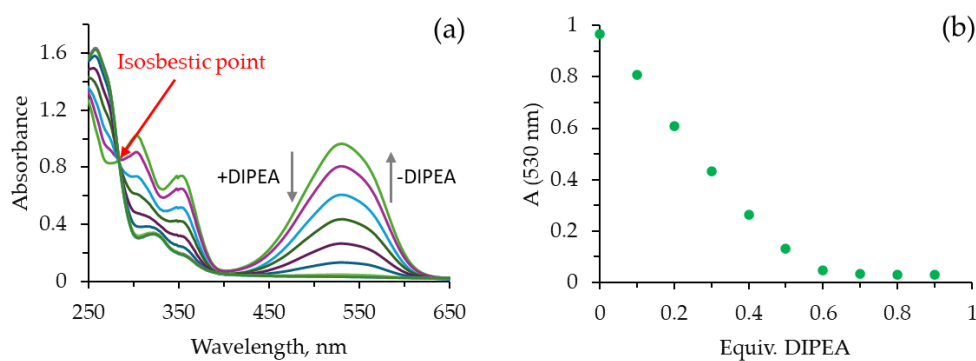 (a)
Isosbestic point
+DIPEA
-DIPEA
Absorbance
1.6
1.2
0.8
0.4
0
250
350
450
550
650
Wavelength, nm
(b)
A (530 nm)
1
0.8
0.6
0.4
0.2
0
0
0.2
0.4
0.6
0.8
1
Equiv. DIPEA